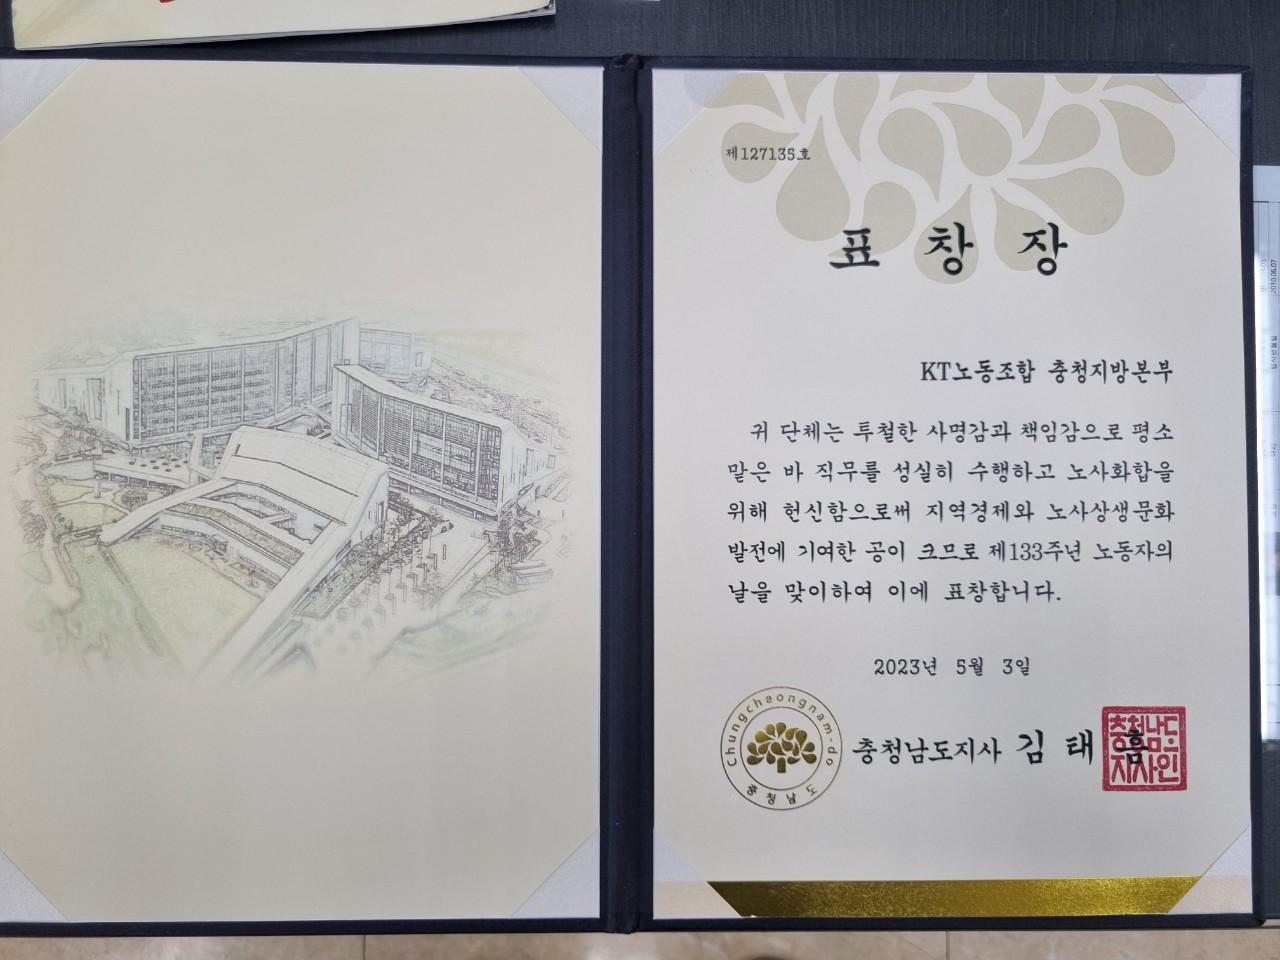 제127135호
표 창 장
KT노동조합 충청지방본부
귀 단체는 투철한 사명감과 책임감으로 평소
맡은 바 직무를 성실히 수행하고 노사화합을
위해 헌신함으로써 지역경제와 노사상생문화
발전에 기여한 공이 크므로 제133주년 노동자의
날을 맞이하여 이에 표창합니다.
2023년 5월 3일
Chungcheongnam-do
충청남도
충청남도지사 김 태 흠
충청남도
지사인
2010.06.07